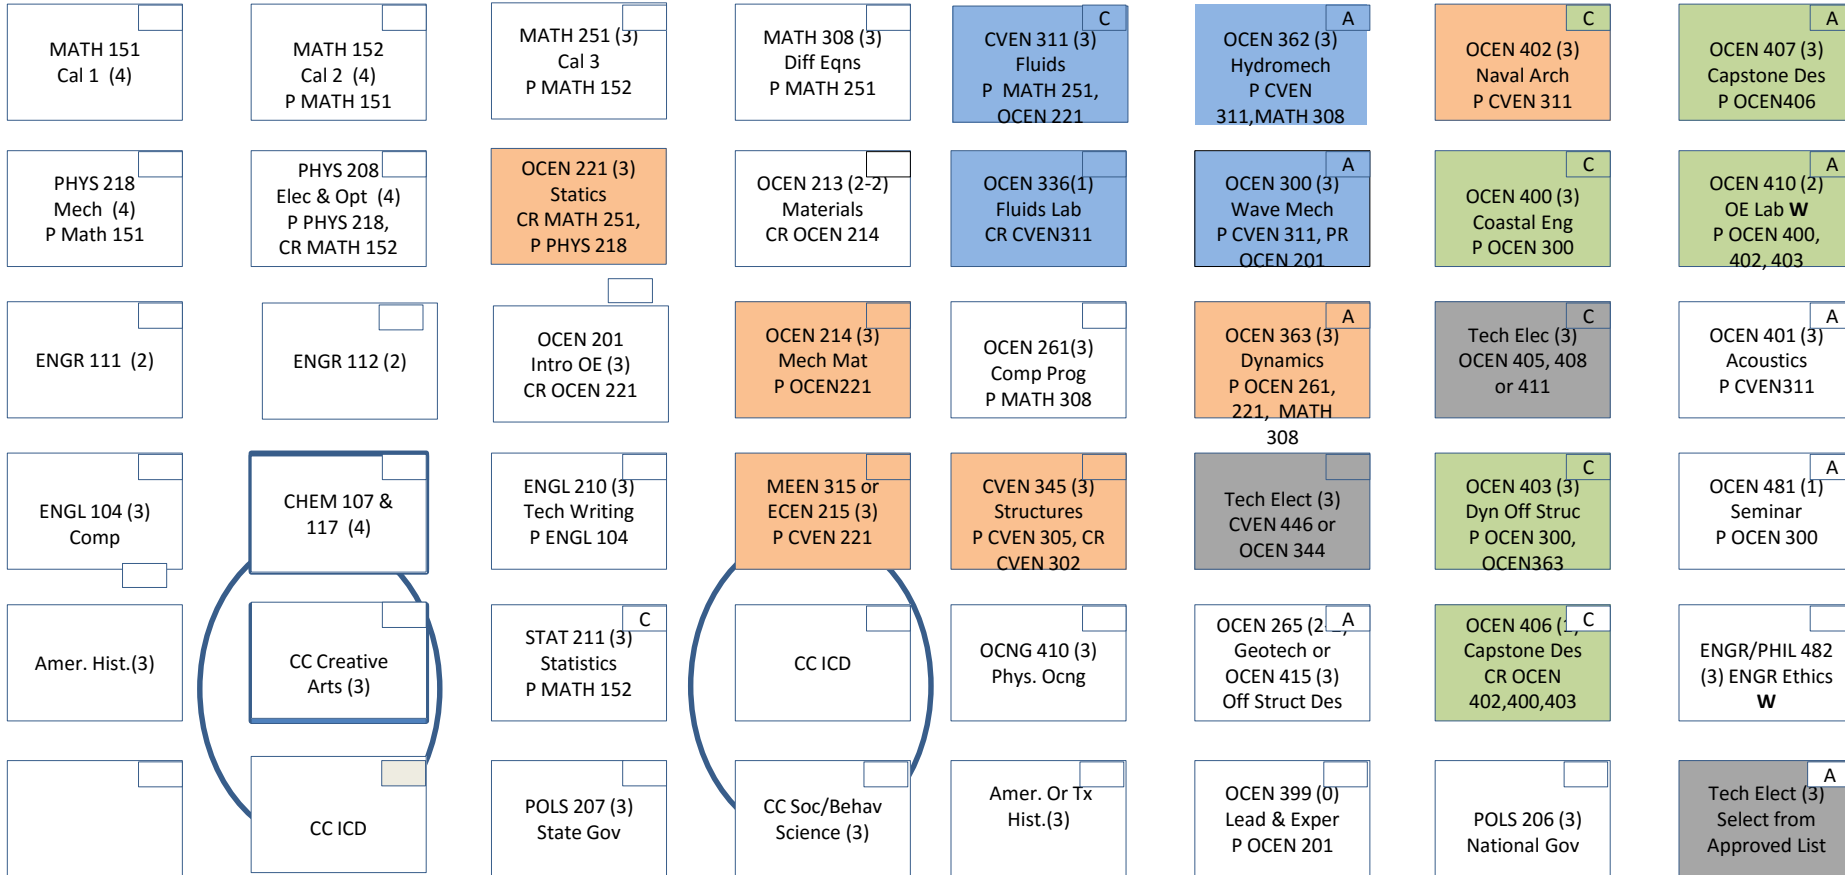 MATH 151
Cal 1 (4)
MATH 152
Cal 2 (4)
P MATH 151
MATH 251 (3)
Cal 3
P MATH 152
MATH 308 (3)
Diff Eqns
P MATH 251
C
CVEN 311 (3)
Fluids
P MATH 251,
OCEN 221
A
OCEN 362 (3)
Hydromech
P CVEN
311,MATH 308
C
OCEN 402 (3)
Naval Arch
P CVEN 311
A
OCEN 407 (3)
Capstone Des
P OCEN406
PHYS 218
Mech (4)
P Math 151
PHYS 208
Elec & Opt (4)
P PHYS 218,
CR MATH 152
OCEN 221 (3)
Statics
CR MATH 251,
P PHYS 218
OCEN 213 (2-2)
Materials
CR OCEN 214
OCEN 336(1)
Fluids Lab
CR CVEN311
A
OCEN 300 (3)
Wave Mech
P CVEN 311, PR
OCEN 201
C
OCEN 400 (3)
Coastal Eng
P OCEN 300
A
OCEN 410 (2)
OE Lab W
P OCEN 400,
402, 403
ENGR 111 (2)
ENGR 112 (2)
OCEN 201
Intro OE (3)
CR OCEN 221
OCEN 214 (3)
Mech Mat
P OCEN221
OCEN 261(3)
Comp Prog
P MATH 308
A
OCEN 363 (3)
Dynamics
P OCEN 261,
221, MATH
308
C
Tech Elec (3)
OCEN 405, 408
or 411
A
OCEN 401 (3)
Acoustics
P CVEN311
ENGL 104 (3)
Comp
CHEM 107 &
117 (4)
ENGL 210 (3)
Tech Writing
P ENGL 104
MEEN 315 or
ECEN 215 (3)
P CVEN 221
CVEN 345 (3)
Structures
P CVEN 305, CR
CVEN 302
Tech Elect (3)
CVEN 446 or
OCEN 344
C
OCEN 403 (3)
Dyn Off Struc
P OCEN 300,
OCEN363
A
OCEN 481 (1)
Seminar
P OCEN 300
Amer. Hist.(3)
CC Creative
Arts (3)
C
STAT 211 (3)
Statistics
P MATH 152
CC ICD
OCNG 410 (3)
Phys. Ocng
A
OCEN 265
Geotech or
OCEN 415 (3)
Off Struct Des
C
OCEN 406
Capstone Des
CR OCEN
402,400,403
ENGR/PHIL 482
(3) ENGR Ethics
W
CC ICD
POLS 207 (3)
State Gov
CC Soc/Behav
Science (3)
Amer. Or Tx
Hist.(3)
OCEN 399 (0)
Lead & Exper
P OCEN 201
POLS 206 (3)
National Gov
A
Tech Elect (3)
Select from
Approved List